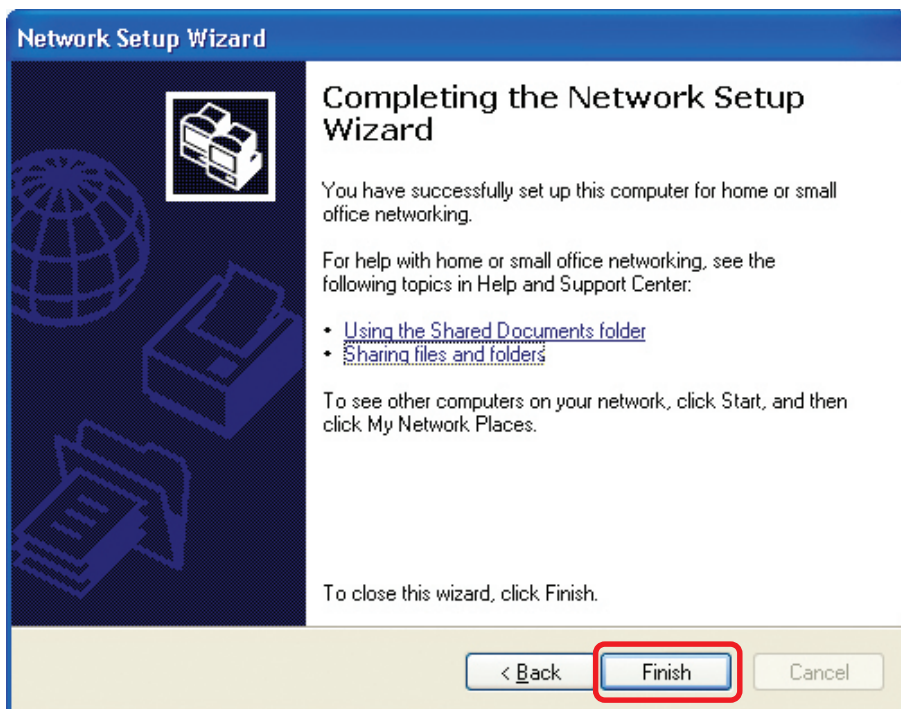 Network Setup Wizard
Completing the Network Setup
Wizard
You have successfully set up this computer for home or small
office networking.
For help with home or small office networking, see the
following topics in Help and Support Center:
• Using the Shared Documents folder
• Sharing files and folders
To see other computers on your network, click Start, and then
click My Network Places.
To close this wizard, click Finish.
< Back Finish Cancel